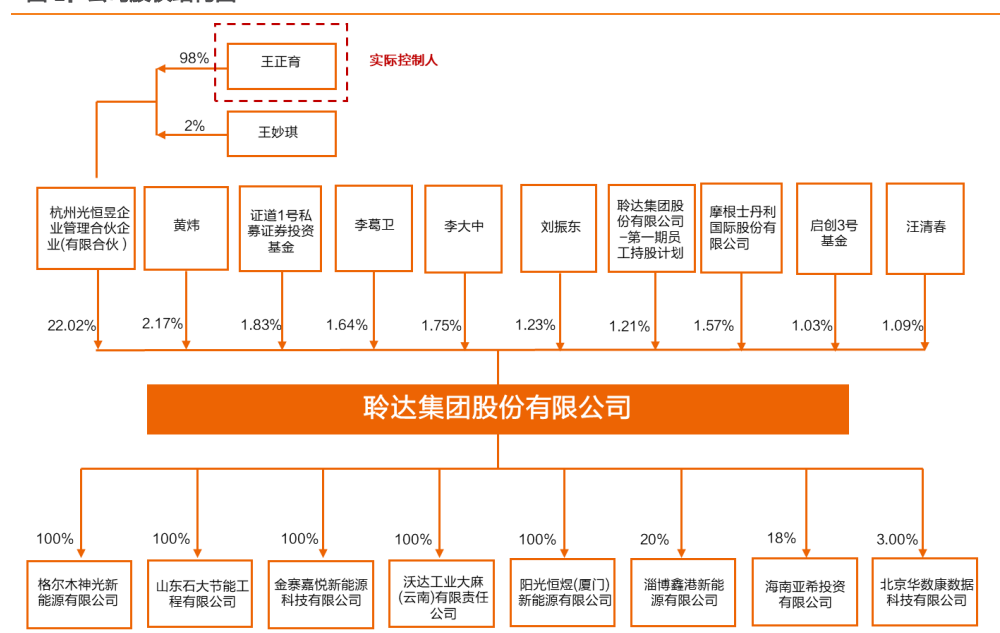 98%
王正育
实际控制人
2%
王妙琪
杭州光恒昱企
业管理合伙企
业(有限合伙）
黄炜
证道1号私
募证券投资
基金
李葛卫
李大中
刘振东
聆达集团股
份有限公司
–第一期员
工持股计划
摩根士丹利
国际股份有
限公司
启创3号
基金
汪清春
22.02%
2.17%
1.83%
1.64%
1.75%
1.23%
1.21%
1.57%
1.03%
1.09%
聆达集团股份有限公司
100%
100%
100%
100%
100%
20%
18%
3.00%
格尔木神光新
能源有限公司
山东石大节能工
程有限公司
金寨嘉悦新能源
科技有限公司
沃达工业大麻
(云南)有限责任
公司
阳光恒煜(厦门)
新能源有限公司
淄博鑫港新能
源有限公司
海南亚希投资
有限公司
北京华数康数据
科技有限公司